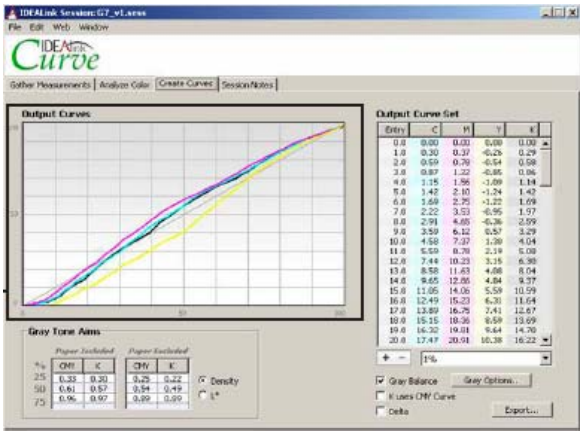 IDEALink Session: G7_v1.sess
File Edit Web Window
IDEALink
Curve
Gather Measurements Analyze Color Create Curves Session Notes
Output Curves
100
50
0
50
100
Output Curve Set
Entry C M Y K
0.0 0.00 0.00 0.00 0.00
1.0 0.30 0.37 -0.26 0.29
2.0 0.59 0.78 -0.54 0.58
3.0 0.87 1.22 -0.85 0.86
4.0 1.15 1.56 -1.09 1.14
5.0 1.42 2.10 -1.24 1.42
6.0 1.69 2.75 -1.22 1.69
7.0 2.22 3.53 -0.95 1.97
8.0 2.91 4.65 -0.36 2.59
9.0 3.59 6.12 0.57 3.29
10.0 4.58 7.37 1.30 4.04
11.0 5.59 8.78 2.19 5.08
12.0 7.44 10.23 3.15 6.30
13.0 8.58 11.63 4.08 8.04
14.0 9.65 12.86 4.84 9.37
15.0 11.05 14.06 5.59 10.59
16.0 12.49 15.23 6.31 11.64
17.0 13.89 16.75 7.41 12.67
18.0 15.15 18.36 8.59 13.69
19.0 16.32 19.81 9.64 14.70
20.0 17.47 20.91 10.38 16.22
+ - 1%
Gray Tone Aims
Paper Included Paper Excluded
% CMY K CMY K
25 0.33 0.30 0.25 0.22
50 0.61 0.57 0.54 0.49
75 0.96 0.97 0.89 0.89
Density
L*
Gray Balance Gray Options...
K uses CMY Curve
Delta Export...